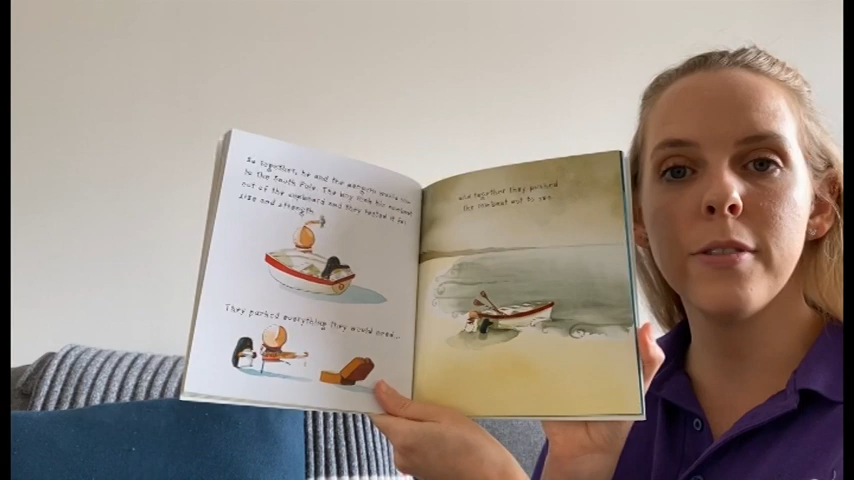 So together, he and the penguin would row
to the South Pole. The boy took his rowboat
out of the cupboard and they tested it for
size and strength.
They packed everything they would need...
and together they pushed
the rowboat out to sea.